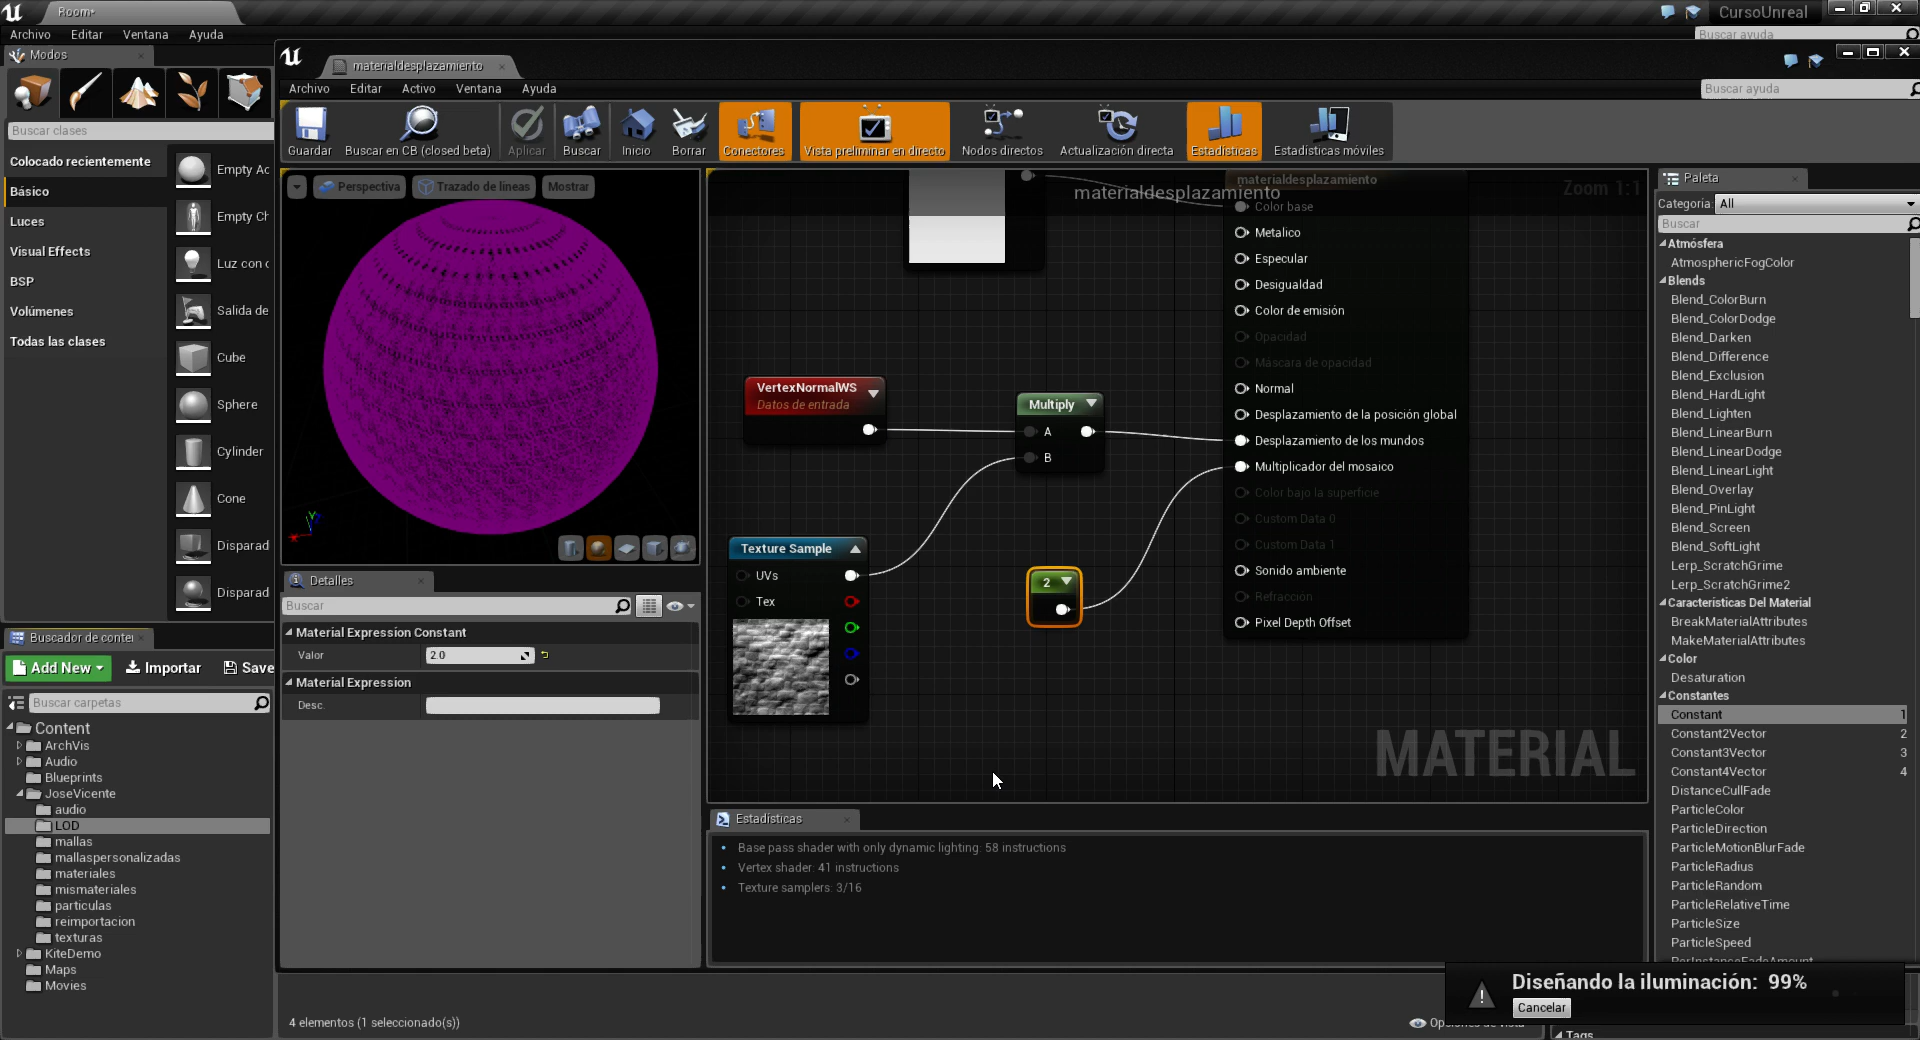 Room*
CursoUnreal
Archivo Editar Ventana Ayuda
Buscar ayuda
Modos
materialdesplazamiento
Archivo Editar Activo Ventana Ayuda
Buscar ayuda
Guardar
Buscar en CB (closed beta)
Aplicar
Buscar
Inicio
Borrar
Conectores
Vista preliminar en directo
Nodos directos
Actualización directa
Estadísticas
Estadísticas móviles
Buscar clases
Colocado recientemente
Básico
Luces
Visual Effects
BSP
Volúmenes
Todas las clases
Empty Ac
Empty Ch
Luz con c
Salida de
Cube
Sphere
Cylinder
Cone
Disparad
Disparad
Perspectiva
Trazado de líneas
Mostrar
Y
X
materialdesplazamiento
Zoom 1:1
materialdesplazamiento
Color base
Metalico
Especular
Desigualdad
Color de emisión
Opacidad
Máscara de opacidad
Normal
Desplazamiento de la posición global
Desplazamiento de los mundos
Multiplicador del mosaico
Color bajo la superficie
Custom Data 0
Custom Data 1
Sonido ambiente
Refracción
Pixel Depth Offset
VertexNormalWS
Datos de entrada
Multiply
A
B
Texture Sample
UVs
Tex
2
MATERIAL
Paleta
Categoria: All
Buscar
Atmósfera
AtmosphericFogColor
Blends
Blend_ColorBurn
Blend_ColorDodge
Blend_Darken
Blend_Difference
Blend_Exclusion
Blend_HardLight
Blend_Lighten
Blend_LinearBurn
Blend_LinearDodge
Blend_LinearLight
Blend_Overlay
Blend_PinLight
Blend_Screen
Blend_SoftLight
Lerp_ScratchGrime
Lerp_ScratchGrime2
Características Del Material
BreakMaterialAttributes
MakeMaterialAttributes
Color
Desaturation
Constantes
Constant 1
Constant2Vector 2
Constant3Vector 3
Constant4Vector 4
DistanceCullFade
ParticleColor
ParticleDirection
ParticleMotionBlurFade
ParticleRadius
ParticleRandom
ParticleRelativeTime
ParticleSize
ParticleSpeed
PerInstanceFadeAmount
Detalles
Buscar
Material Expression Constant
Valor 2.0
Material Expression
Desc.
Buscador de conter
Add New
Importar
Save
Buscar carpetas
Content
ArchVis
Audio
Blueprints
JoseVicente
audio
LOD
mallas
mallaspersonalizadas
materiales
mismateriales
particulas
reimportacion
texturas
KiteDemo
Maps
Movies
Estadísticas
• Base pass shader with only dynamic lighting: 58 instructions
• Vertex shader: 41 instructions
• Texture samplers: 3/16
4 elementos (1 seleccionado(s))
Opciones de vista
Diseñando la iluminación: 99%
Cancelar
Tags